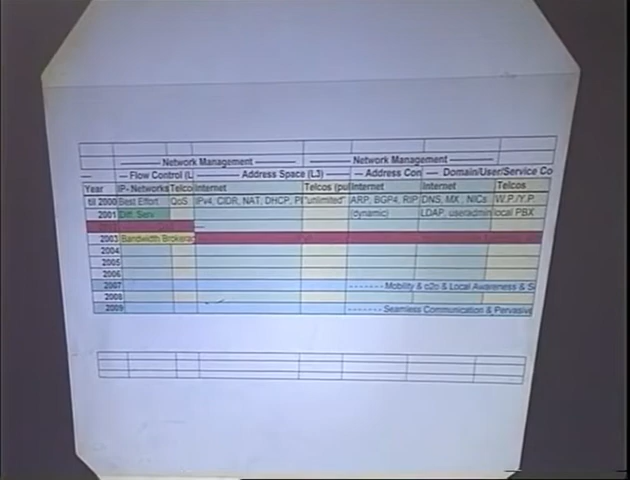 Network Management Network Management
Flow Control (L Address Space (L3) Address Con Domain/User/Service Co
Year IP- Networks Telco Internet Telcos (pu Internet Internet Telcos
til 2000 Best Effort QoS IPv4, CIDR, NAT, DHCP, PI "unlimited" ARP, BGP4, RIP DNS, MX , NICs W.P./Y.P.
2001 Diff. Serv (dynamic) LDAP, useradmin local PBX
2003 Bandwidth Brokerag
2004
2005
2006
2007 ------- Mobility & c2c & Local Awareness & S
2008
2009 ------- Seamless Communication & Pervasive